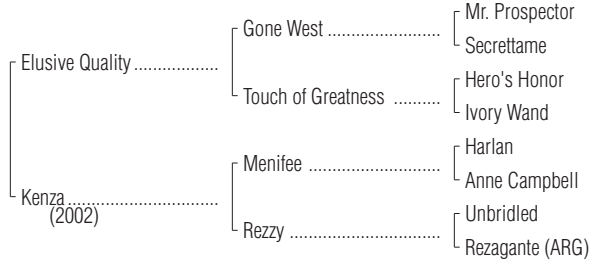 Mr. Prospector
Gone West ......................
Secrettame
Elusive Quality .................
Hero's Honor
Touch of Greatness ..........
Ivory Wand
Harlan
Menifee ..........................
Anne Campbell
Kenza ..............................
(2002)
Unbridled
Rezzy ..............................
Rezagante (ARG)